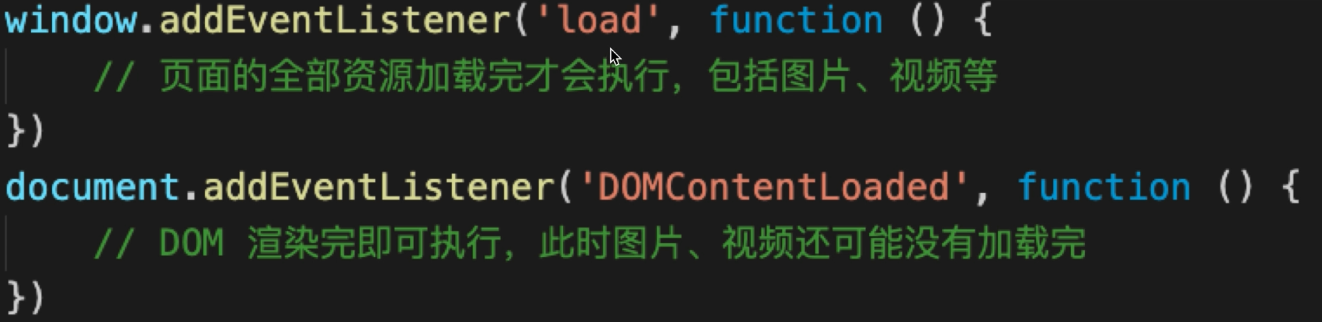 window.addEventListener('load', function () {
// 页面的全部资源加载完才会执行，包括图片、视频等
})
document.addEventListener('DOMContentLoaded', function () {
// DOM 渲染完即可执行，此时图片、视频还可能没有加载完
})